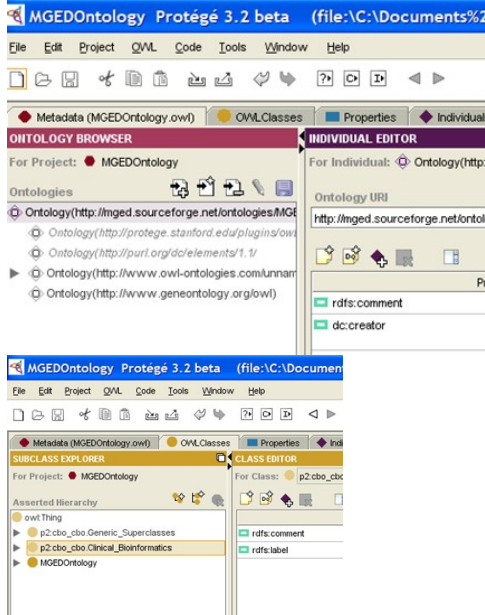 MGEDOntology Protégé 3.2 beta (file:\C:\Documents%2
File Edit Project OWL Code Tools Window Help
Metadata (MGEDOntology.owl) OWLClasses Properties Individual
ONTOLOGY BROWSER INDIVIDUAL EDITOR
For Project: MGEDOntology For Individual: Ontology(http:
Ontologies Ontology URI
Ontology(http://mged.sourceforge.net/ontologies/MGE http://mged.sourceforge.net/ontol
Ontology(http://protege.stanford.edu/plugins/owl
Ontology(http://purl.org/dc/elements/1.1/
Ontology(http://www.owl-ontologies.com/unnam
Ontology(http://www.geneontology.org/owl)
rdfs:comment
dc:creator
MGEDOntology Protégé 3.2 beta (file:\C:\Documen
File Edit Project OWL Code Tools Window Help
Metadata (MGEDOntology.owl) OWLClasses Properties Indi
SUBCLASS EXPLORER CLASS EDITOR
For Project: MGEDOntology For Class: p2:cbo_cbo
Asserted Hierarchy
owl:Thing
p2:cbo_cbo.Generic_Superclasses rdfs:comment
p2:cbo_cbo.Clinical_Bioinformatics rdfs:label
MGEDOntology